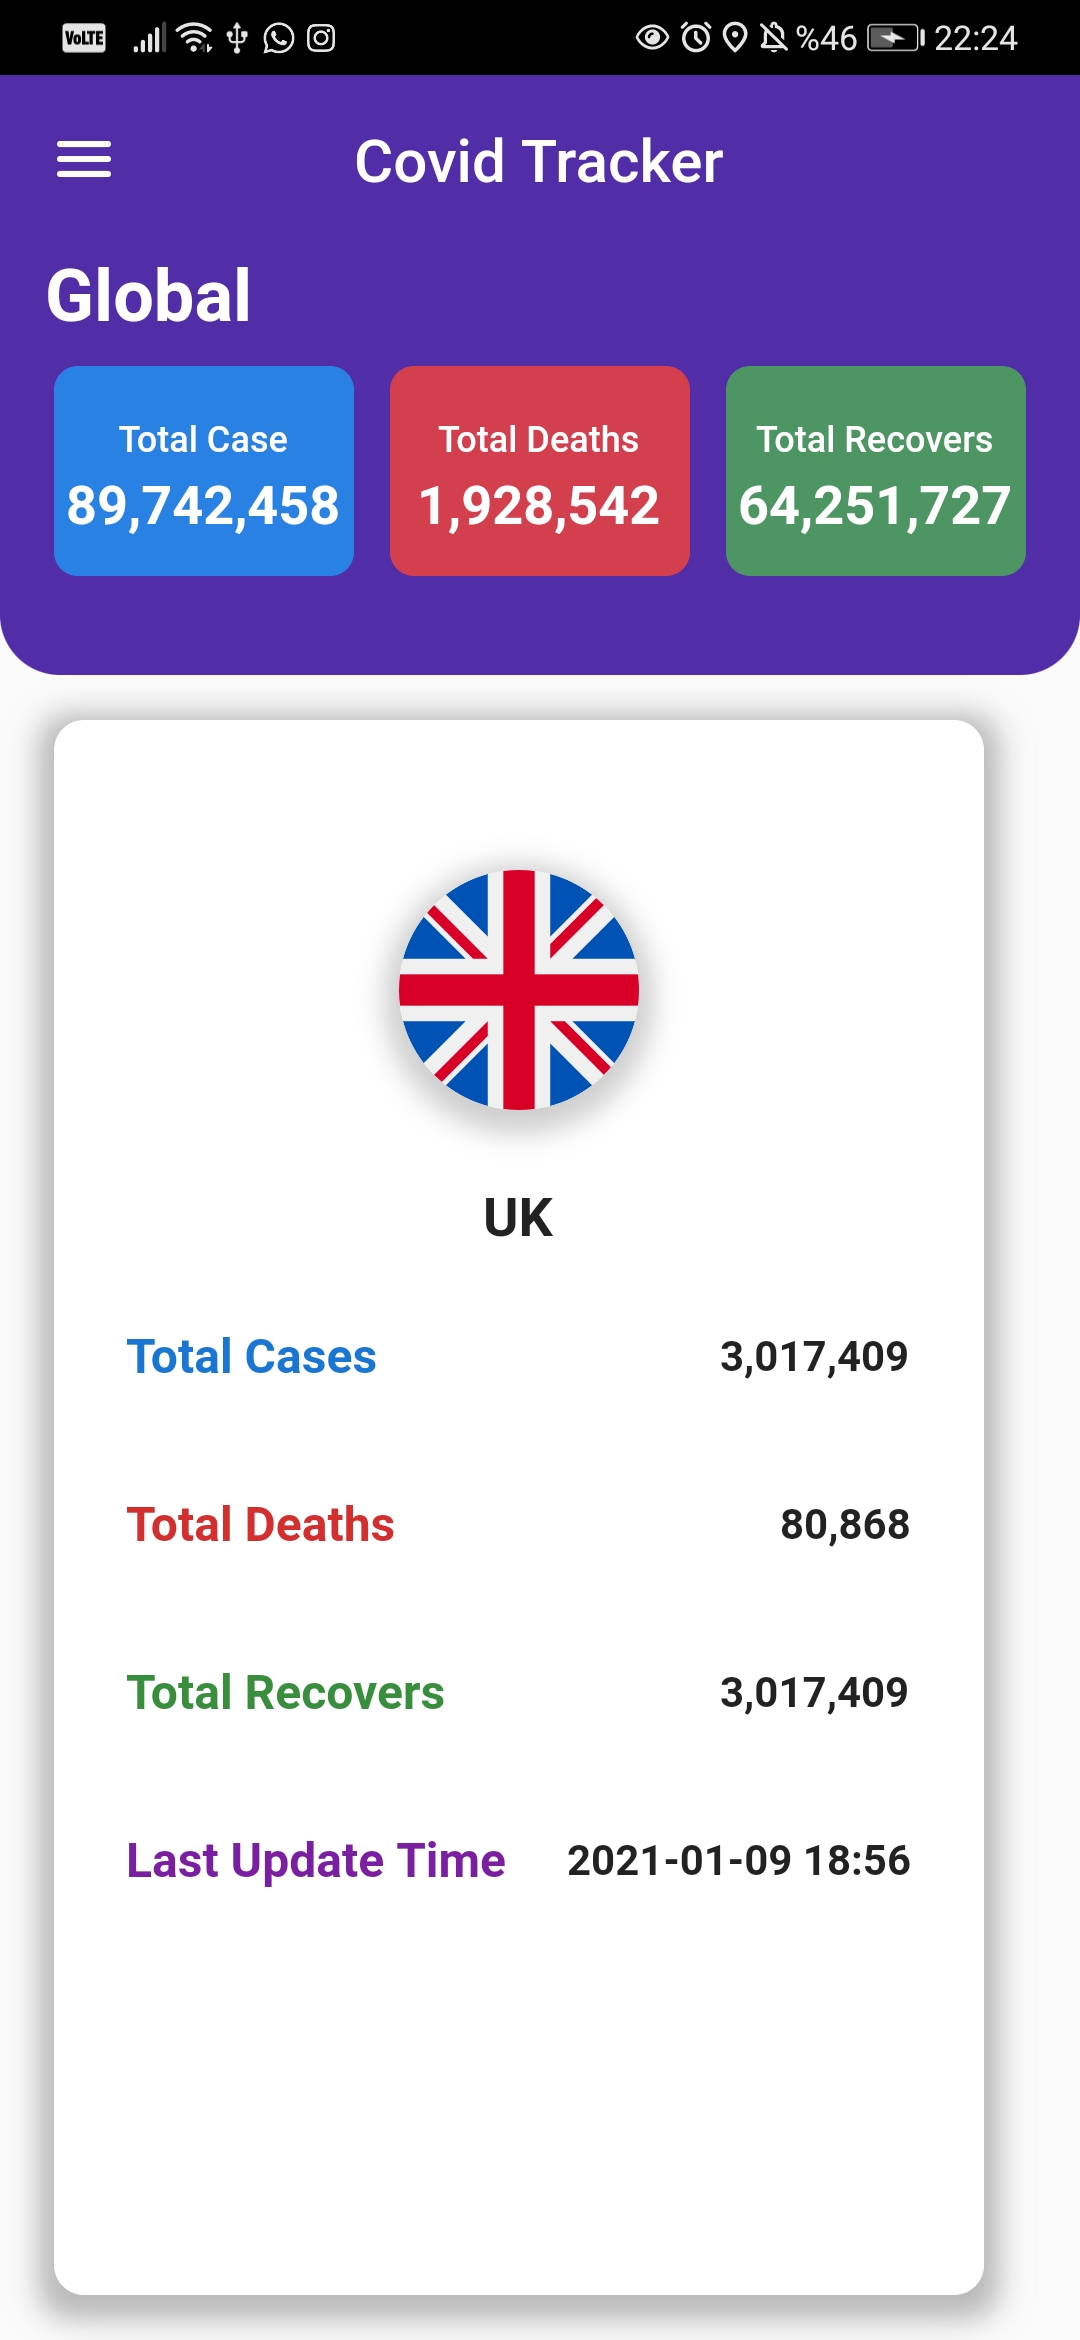 VoLTE %46 22:24
Covid Tracker
Global
Total Case
89,742,458
Total Deaths
1,928,542
Total Recovers
64,251,727
UK
Total Cases 3,017,409
Total Deaths 80,868
Total Recovers 3,017,409
Last Update Time 2021-01-09 18:56